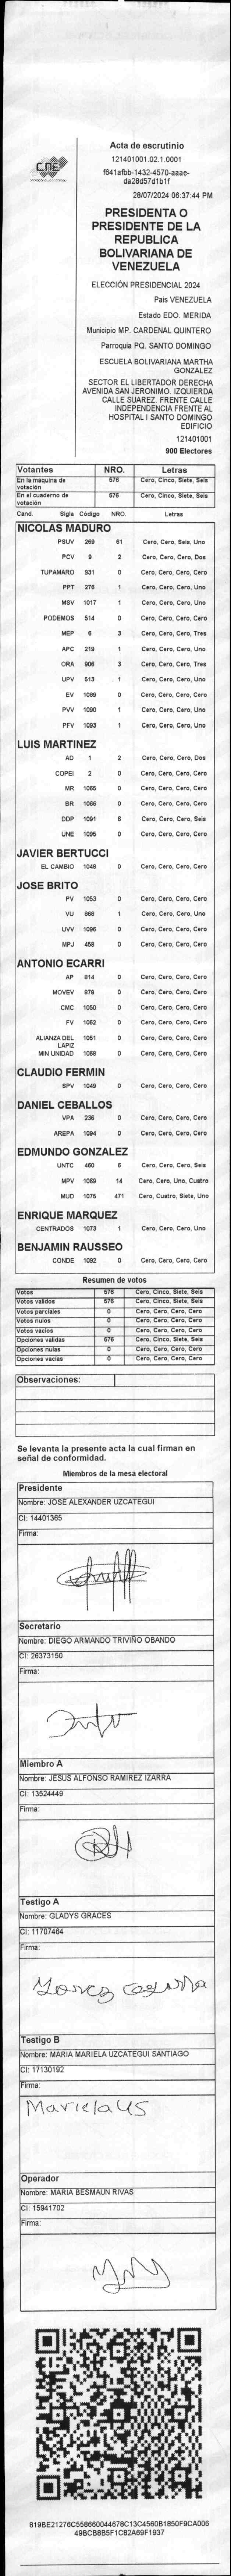 CNE
Acta de escrutinio
121401001.02.1.0001
f641afbb-1432-4570-aaae-
da28d57d1b1f
28/07/2024 06:37:44 PM
PRESIDENTA O
PRESIDENTE DE LA
REPUBLICA
BOLIVARIANA DE
VENEZUELA
ELECCIÓN PRESIDENCIAL 2024
Pais VENEZUELA
Estado EDO. MERIDA
Municipio MP. CARDENAL QUINTERO
Parroquia PQ. SANTO DOMINGO
ESCUELA BOLIVARIANA MARTHA
GONZALEZ
SECTOR EL LIBERTADOR DERECHA
AVENIDA SAN JERONIMO. IZQUIERDA
CALLE SUAREZ. FRENTE CALLE
INDEPENDENCIA FRENTE AL
HOSPITAL I SANTO DOMINGO
EDIFICIO
121401001
900 Electores
Votantes NRO. Letras
En la máquina de votación 576 Cero, Cinco, Siete, Seis
En el cuaderno de votación 576 Cero, Cinco, Siete, Seis
Cand. Sigla Código NRO. Letras
NICOLAS MADURO
PSUV 269 61 Cero, Cero, Seis, Uno
PCV 9 2 Cero, Cero, Cero, Dos
TUPAMARO 931 0 Cero, Cero, Cero, Cero
PPT 276 1 Cero, Cero, Cero, Uno
MSV 1017 1 Cero, Cero, Cero, Uno
PODEMOS 514 0 Cero, Cero, Cero, Cero
MEP 6 3 Cero, Cero, Cero, Tres
APC 219 1 Cero, Cero, Cero, Uno
ORA 906 3 Cero, Cero, Cero, Tres
UPV 513 1 Cero, Cero, Cero, Uno
EV 1089 0 Cero, Cero, Cero, Cero
PVV 1090 1 Cero, Cero, Cero, Uno
PFV 1093 1 Cero, Cero, Cero, Uno
LUIS MARTINEZ
AD 1 2 Cero, Cero, Cero, Dos
COPEI 2 0 Cero, Cero, Cero, Cero
MR 1065 0 Cero, Cero, Cero, Cero
BR 1066 0 Cero, Cero, Cero, Cero
DDP 1091 6 Cero, Cero, Cero, Seis
UNE 1095 0 Cero, Cero, Cero, Cero
JAVIER BERTUCCI
EL CAMBIO 1048 0 Cero, Cero, Cero, Cero
JOSE BRITO
PV 1053 0 Cero, Cero, Cero, Cero
VU 868 1 Cero, Cero, Cero, Uno
UVV 1096 0 Cero, Cero, Cero, Cero
MPJ 458 0 Cero, Cero, Cero, Cero
ANTONIO ECARRI
AP 814 0 Cero, Cero, Cero, Cero
MOVEV 878 0 Cero, Cero, Cero, Cero
CMC 1050 0 Cero, Cero, Cero, Cero
FV 1062 0 Cero, Cero, Cero, Cero
ALIANZA DEL LAPIZ 1061 0 Cero, Cero, Cero, Cero
MIN UNIDAD 1068 0 Cero, Cero, Cero, Cero
CLAUDIO FERMIN
SPV 1049 0 Cero, Cero, Cero, Cero
DANIEL CEBALLOS
VPA 236 0 Cero, Cero, Cero, Cero
AREPA 1094 0 Cero, Cero, Cero, Cero
EDMUNDO GONZALEZ
UNTC 460 6 Cero, Cero, Cero, Seis
MPV 1069 14 Cero, Cero, Uno, Cuatro
MUD 1075 471 Cero, Cuatro, Siete, Uno
ENRIQUE MARQUEZ
CENTRADOS 1073 1 Cero, Cero, Cero, Uno
BENJAMIN RAUSSEO
CONDE 1092 0 Cero, Cero, Cero, Cero
Resumen de votos
Votos 576 Cero, Cinco, Siete, Seis
Votos validos 576 Cero, Cinco, Siete, Seis
Votos parciales 0 Cero, Cero, Cero, Cero
Votos nulos 0 Cero, Cero, Cero, Cero
Votos vacios 0 Cero, Cero, Cero, Cero
Opciones validas 576 Cero, Cinco, Siete, Seis
Opciones nulas 0 Cero, Cero, Cero, Cero
Opciones vacias 0 Cero, Cero, Cero, Cero
Observaciones:
Se levanta la presente acta la cual firman en
señal de conformidad.
Miembros de la mesa electoral
Presidente
Nombre: JOSE ALEXANDER UZCATEGUI
CI: 14401365
Firma:
Secretario
Nombre: DIEGO ARMANDO TRIVIÑO OBANDO
CI: 26373150
Firma:
Miembro A
Nombre: JESUS ALFONSO RAMIREZ IZARRA
CI: 13524449
Firma:
Testigo A
Nombre: GLADYS GRACES
CI: 11707464
Firma:
Testigo B
Nombre: MARIA MARIELA UZCATEGUI SANTIAGO
CI: 17130192
Firma:
Mariela US
Operador
Nombre: MARIA BESMAUN RIVAS
CI: 15941702
Firma:
819BE21276C558660044678C13C4560B1850F9CA006
49BCB8B5F1C82A69F1937